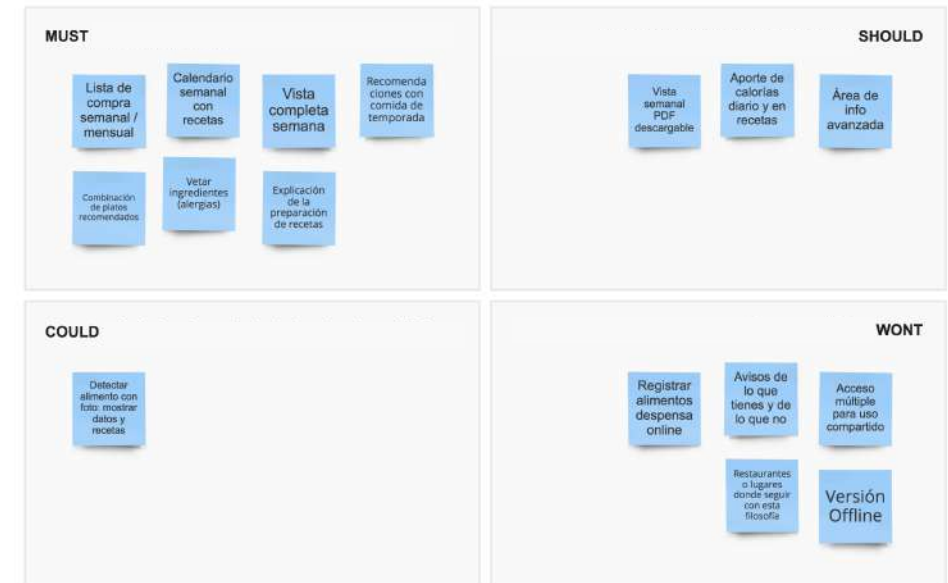 MUST
Lista de
compra
semanal /
mensual
Calendario
semanal
con
recetas
Vista
completa
semana
Recomenda
ciones con
comida de
temporada
Combinación
de platos
recomendados
Vetar
ingredientes
(alergias)
Explicación
de la
preparación
de recetas
SHOULD
Vista
semanal
PDF
descargable
Aporte de
calorías
diario y en
recetas
Área de
info
avanzada
COULD
Detectar
alimento con
foto: mostrar
datos y
recetas
WONT
Registrar
alimentos
despensa
online
Avisos de
lo que
tienes y de
lo que no
Acceso
múltiple
para uso
compartido
Restaurantes
o lugares
donde seguir
con esta
filosofía
Versión
Offline